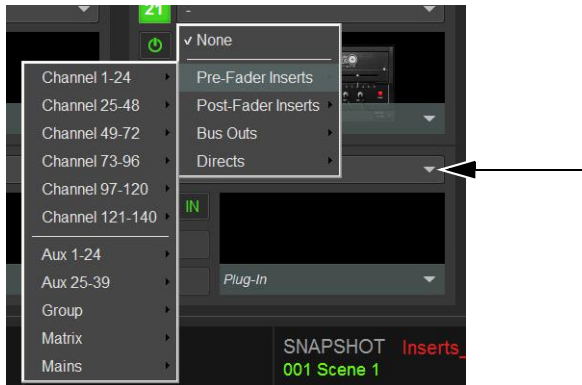 21 -
✓ None
Pre-Fader Inserts
Post-Fader Inserts
Bus Outs
Directs
Channel 1-24
Channel 25-48
Channel 49-72
Channel 73-96
Channel 97-120
Channel 121-140
Aux 1-24
Aux 25-39
Group
Matrix
Mains
IN
Plug-In
SNAPSHOT Inserts_
001 Scene 1